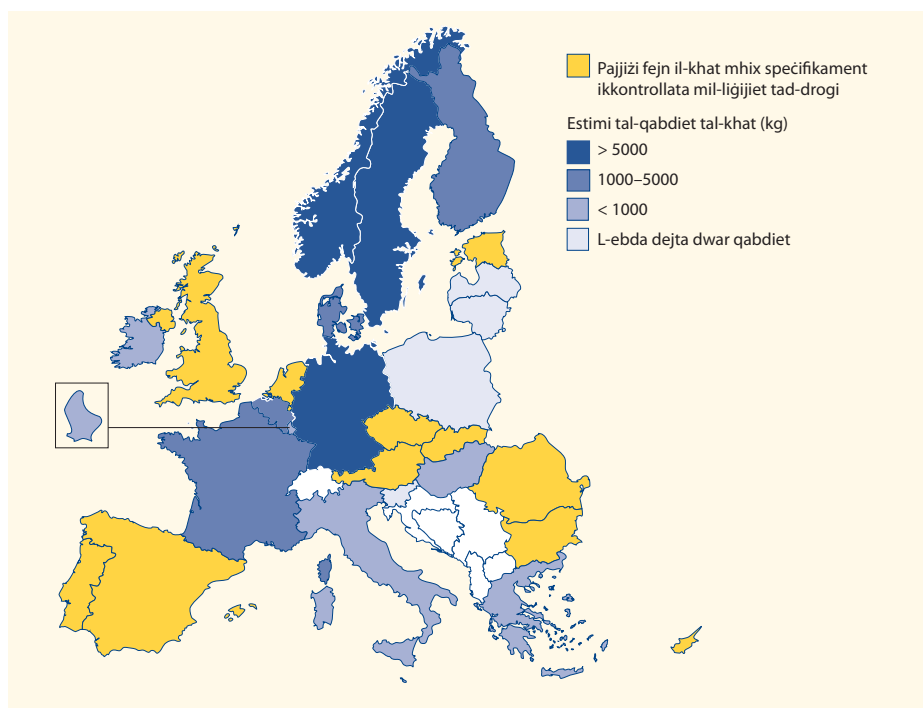 Pajjiżi fejn il-khat mhix speċifikament
ikkontrollata mil-liġijiet tad-drogi
Estimi tal-qabdiet tal-khat (kg)
> 5000
1000–5000
< 1000
L-ebda dejta dwar qabdiet